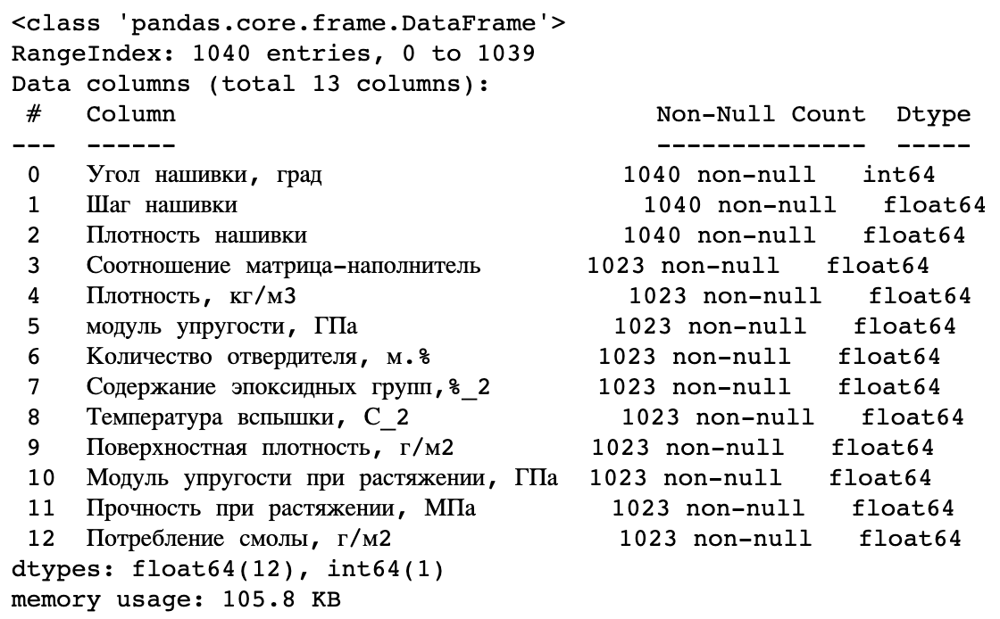 <class 'pandas.core.frame.DataFrame'>
RangeIndex: 1040 entries, 0 to 1039
Data columns (total 13 columns):
# Column Non-Null Count Dtype
--- ------ -------------- -----
0 Угол нашивки, град 1040 non-null int64
1 Шаг нашивки 1040 non-null float64
2 Плотность нашивки 1040 non-null float64
3 Соотношение матрица-наполнитель 1023 non-null float64
4 Плотность, кг/м3 1023 non-null float64
5 модуль упругости, ГПа 1023 non-null float64
6 Количество отвердителя, м.% 1023 non-null float64
7 Содержание эпоксидных групп,%_2 1023 non-null float64
8 Температура вспышки, С_2 1023 non-null float64
9 Поверхностная плотность, г/м2 1023 non-null float64
10 Модуль упругости при растяжении, ГПа 1023 non-null float64
11 Прочность при растяжении, МПа 1023 non-null float64
12 Потребление смолы, г/м2 1023 non-null float64
dtypes: float64(12), int64(1)
memory usage: 105.8 KB